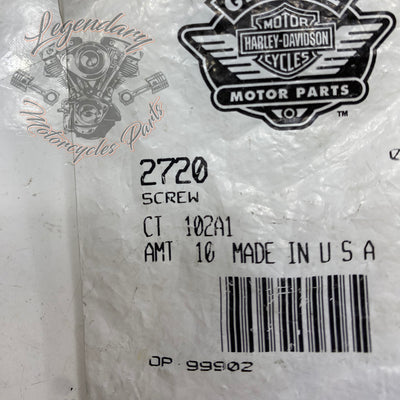 Legendary
Motorcycles Parts
MOTOR
HARLEY-DAVIDSON
CYCLES
MOTOR PARTS
TM
2720
SCREW
CT 102A1
AMT 10 MADE IN U S A
OP-99902